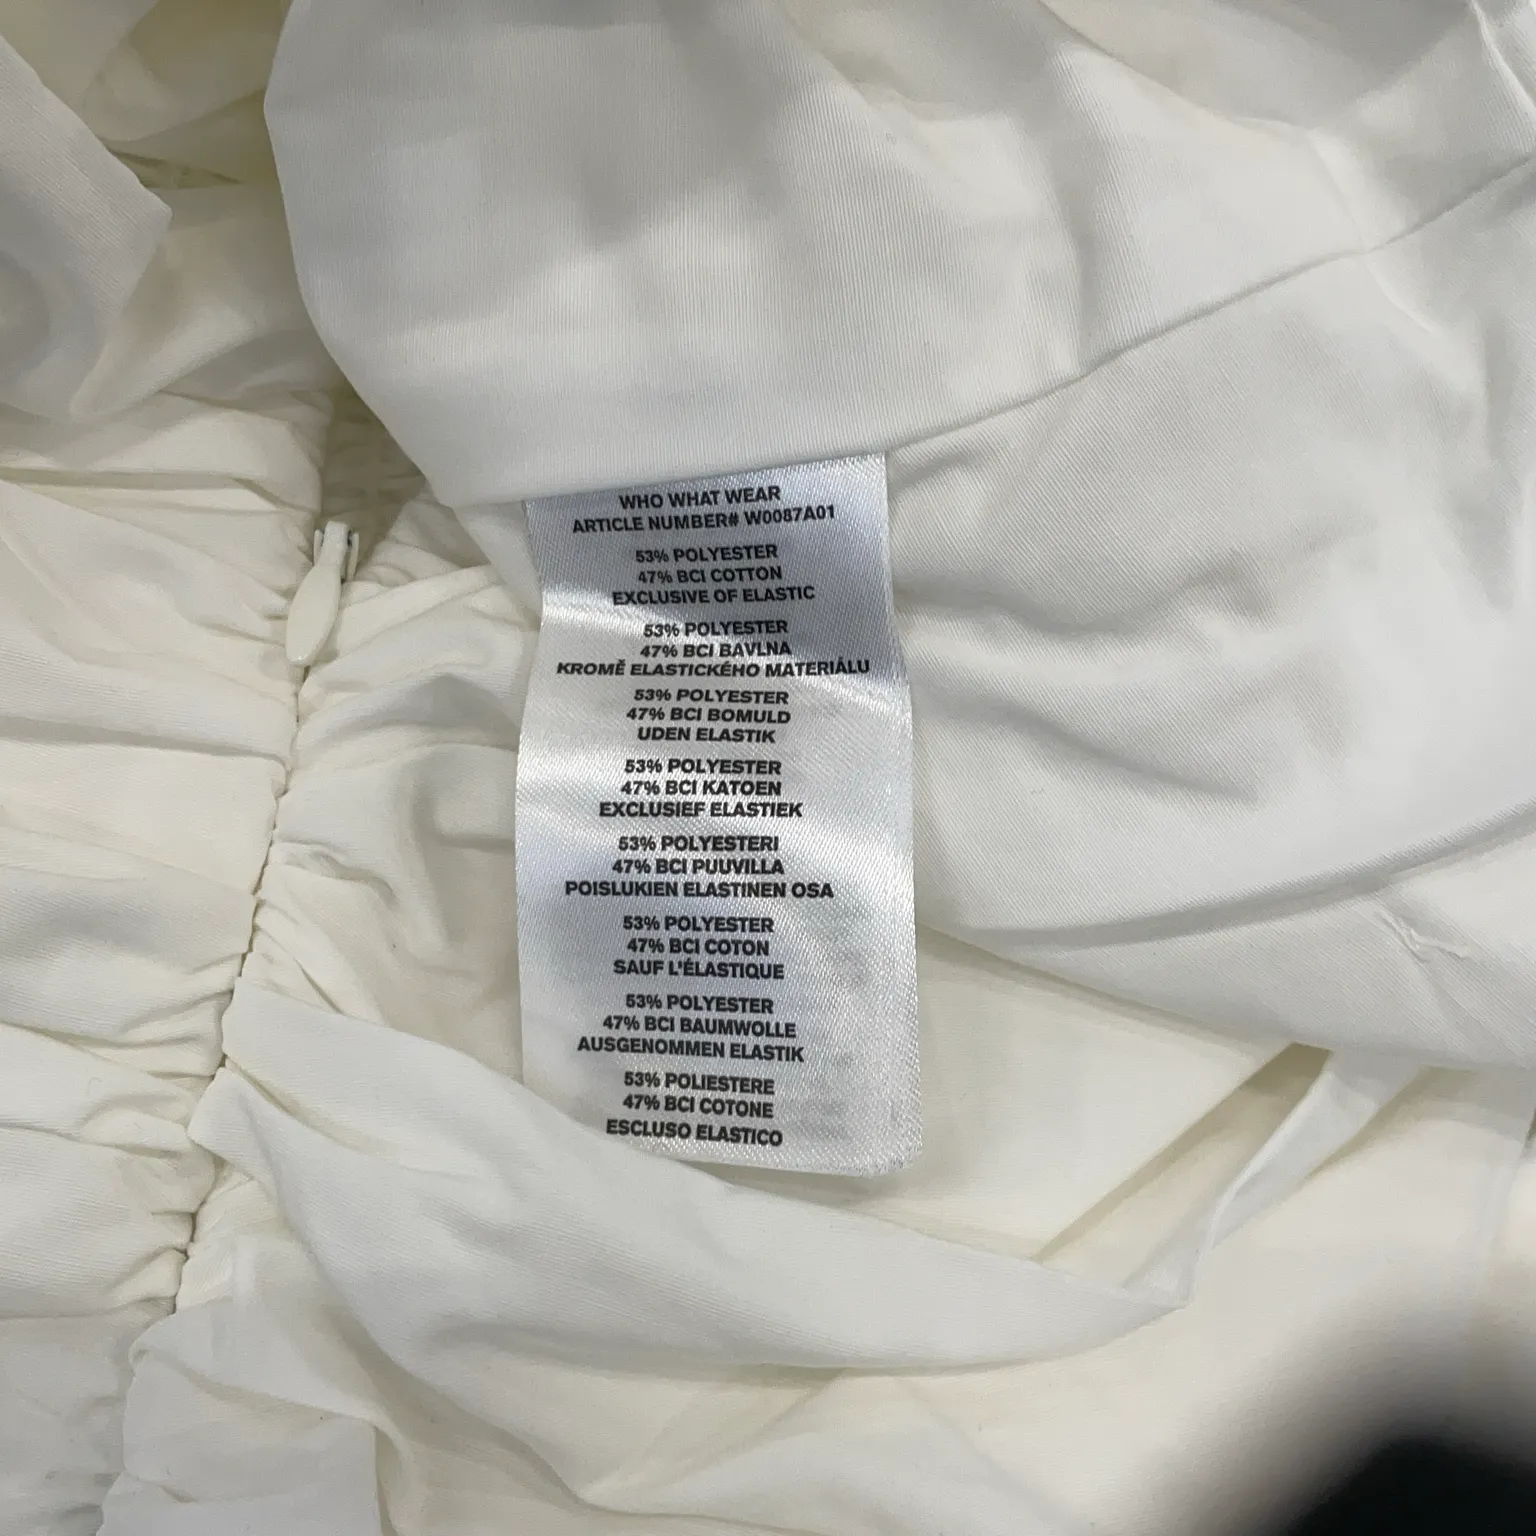 WHO WHAT WEAR
ARTICLE NUMBER# W0087A01
53% POLYESTER
47% BCI COTTON
EXCLUSIVE OF ELASTIC
53% POLYESTER
47% BCI BAVLNA
KROMĚ ELASTICKÉHO MATERIÁLU
53% POLYESTER
47% BCI BOMULD
UDEN ELASTIK
53% POLYESTER
47% BCI KATOEN
EXCLUSIEF ELASTIEK
53% POLYESTERI
47% BCI PUUVILLA
POISLUKIEN ELASTINEN OSA
53% POLYESTER
47% BCI COTON
SAUF L'ÉLASTIQUE
53% POLYESTER
47% BCI BAUMWOLLE
AUSGENOMMEN ELASTIK
53% POLIESTERE
47% BCI COTONE
ESCLUSO ELASTICO